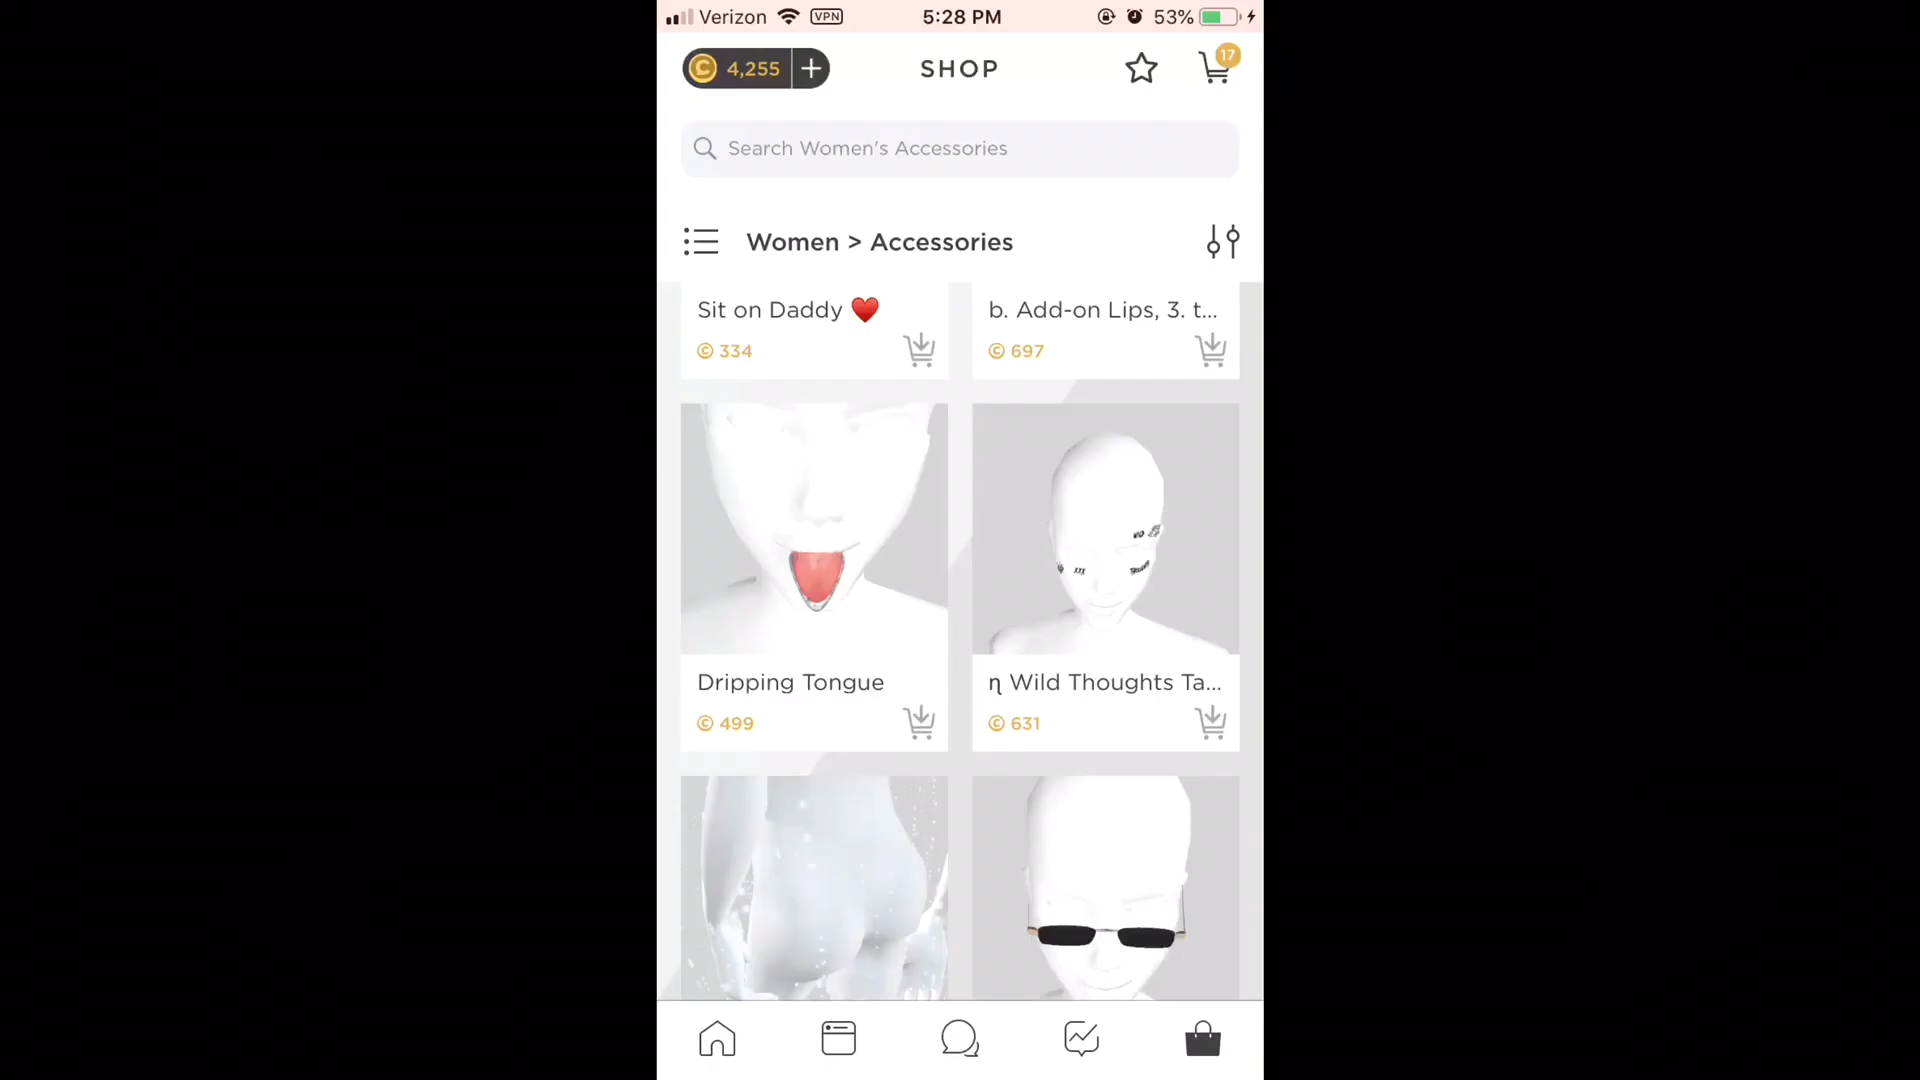 Verizon VPN 5:28 PM 53%
4,255 SHOP 17
Search Women's Accessories
Women > Accessories
Sit on Daddy ❤️
© 334
b. Add-on Lips, 3. t...
© 697
Dripping Tongue
© 499
ɳ Wild Thoughts Ta...
© 631
XXX